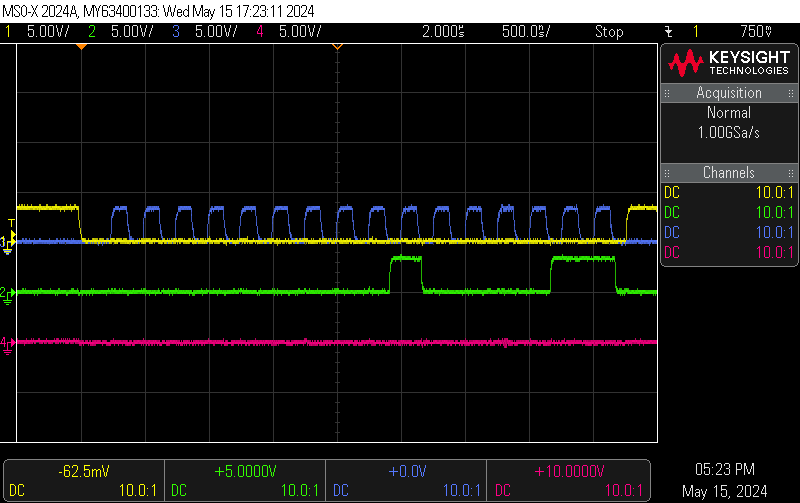 MSO-X 2024A, MY63400133: Wed May 15 17:23:11 2024
1 5.00V/ 2 5.00V/ 3 5.00V/ 4 5.00V/ 2.000s 500.0s/ Stop 1 750
KEYSIGHT
TECHNOLOGIES
Acquisition
Normal
1.00GSa/s
Channels
DC 10.0:1
DC 10.0:1
DC 10.0:1
DC 10.0:1
T
3
2
4
-62.5mV +5.0000V +0.0V +10.0000V
DC 10.0:1 DC 10.0:1 DC 10.0:1 DC 10.0:1
05:23 PM
May 15, 2024